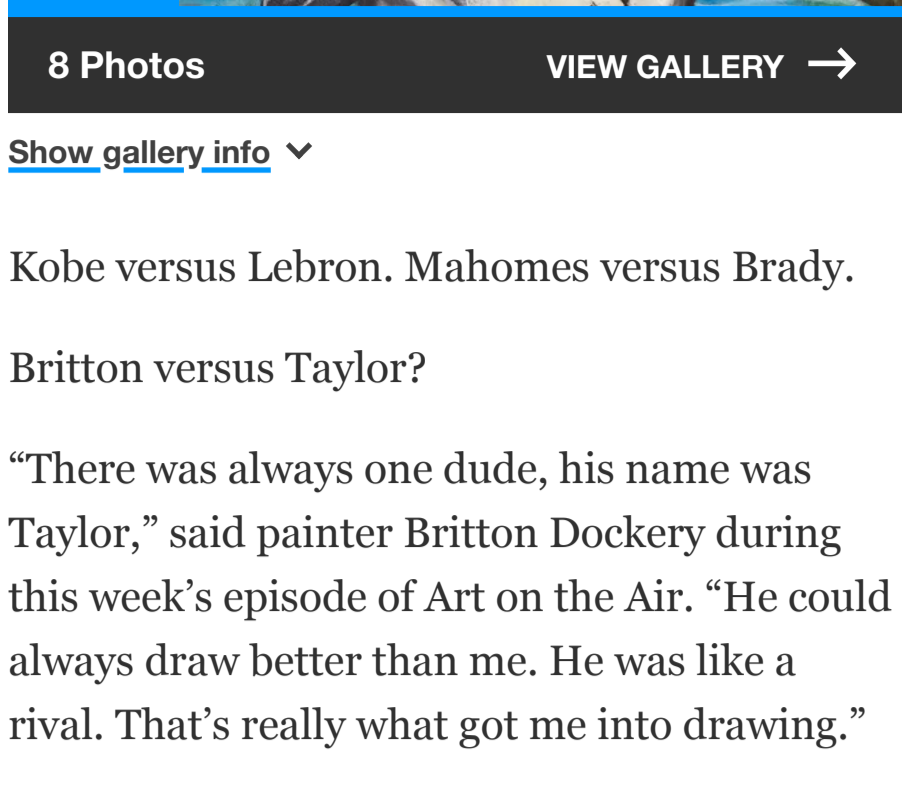 8 Photos
VIEW GALLERY →
Show gallery info
Kobe versus Lebron. Mahomes versus Brady.
Britton versus Taylor?
“There was always one dude, his name was
Taylor,” said painter Britton Dockery during
this week’s episode of Art on the Air. “He could
always draw better than me. He was like a
rival. That’s really what got me into drawing.”